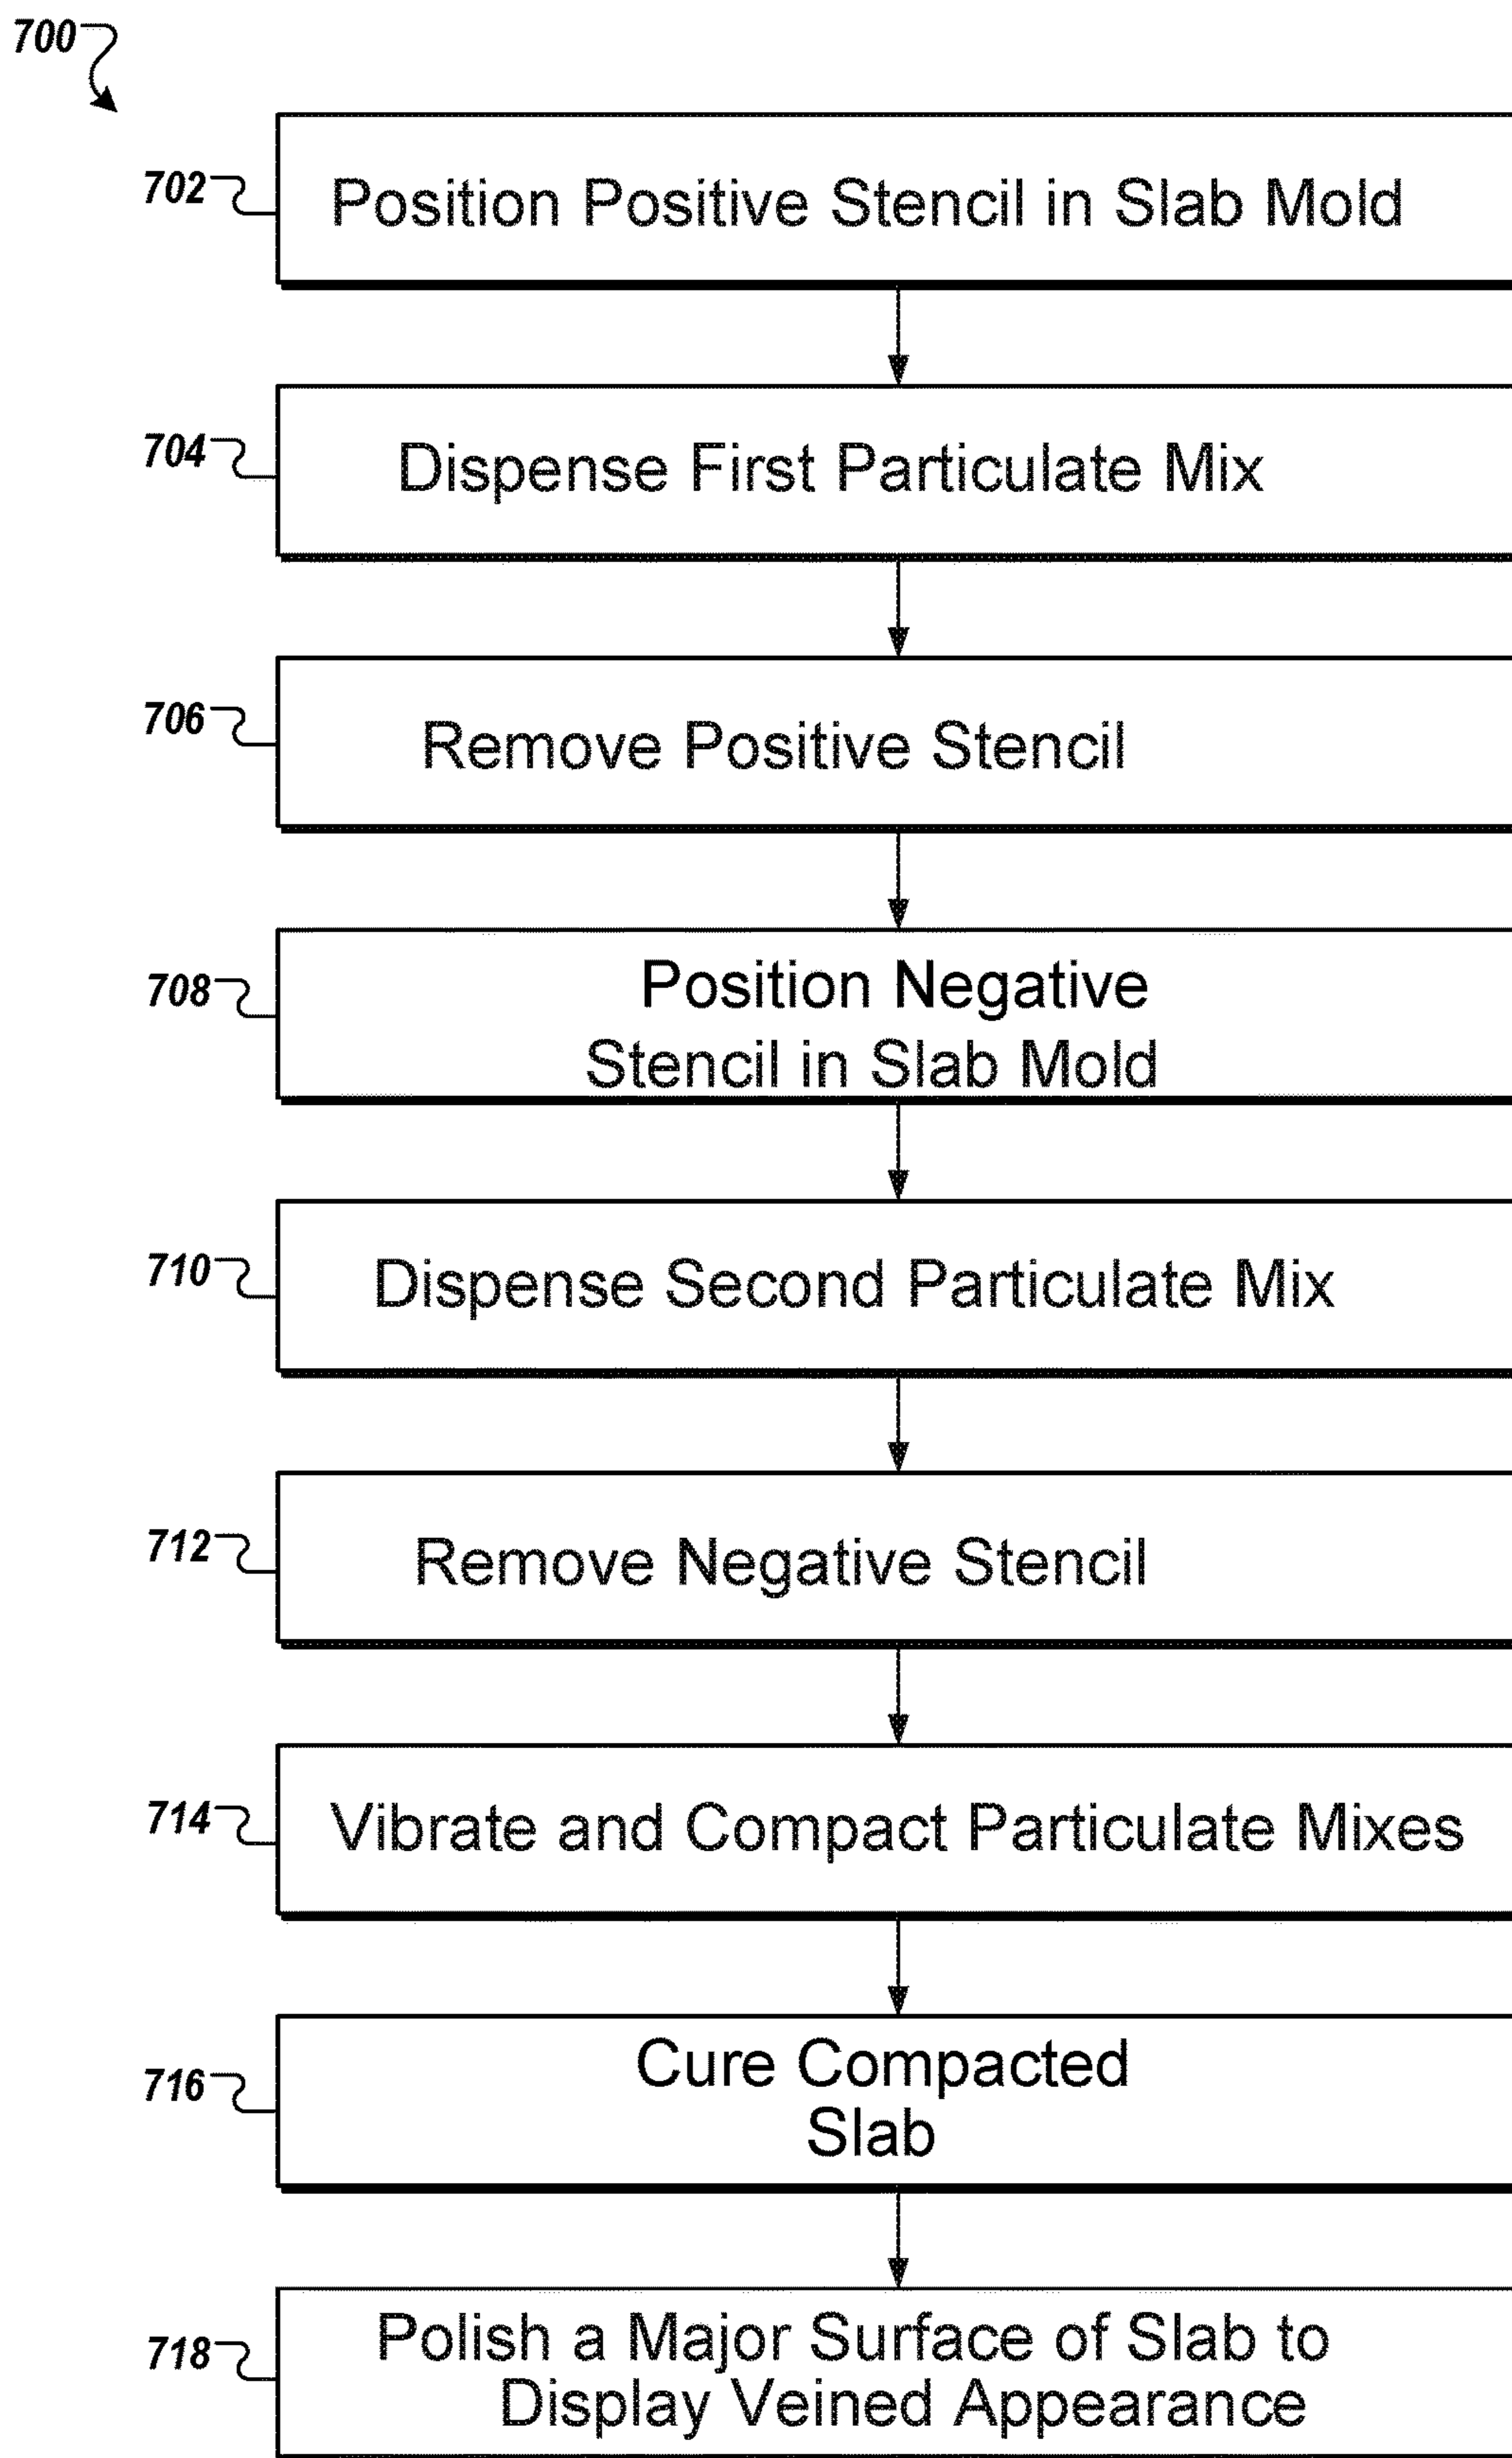 700
702
Position Positive Stencil in Slab Mold
704
Dispense First Particulate Mix
706
Remove Positive Stencil
708
Position Negative
Stencil in Slab Mold
710
Dispense Second Particulate Mix
712
Remove Negative Stencil
714
Vibrate and Compact Particulate Mixes
716
Cure Compacted
Slab
718
Polish a Major Surface of Slab to
Display Veined Appearance